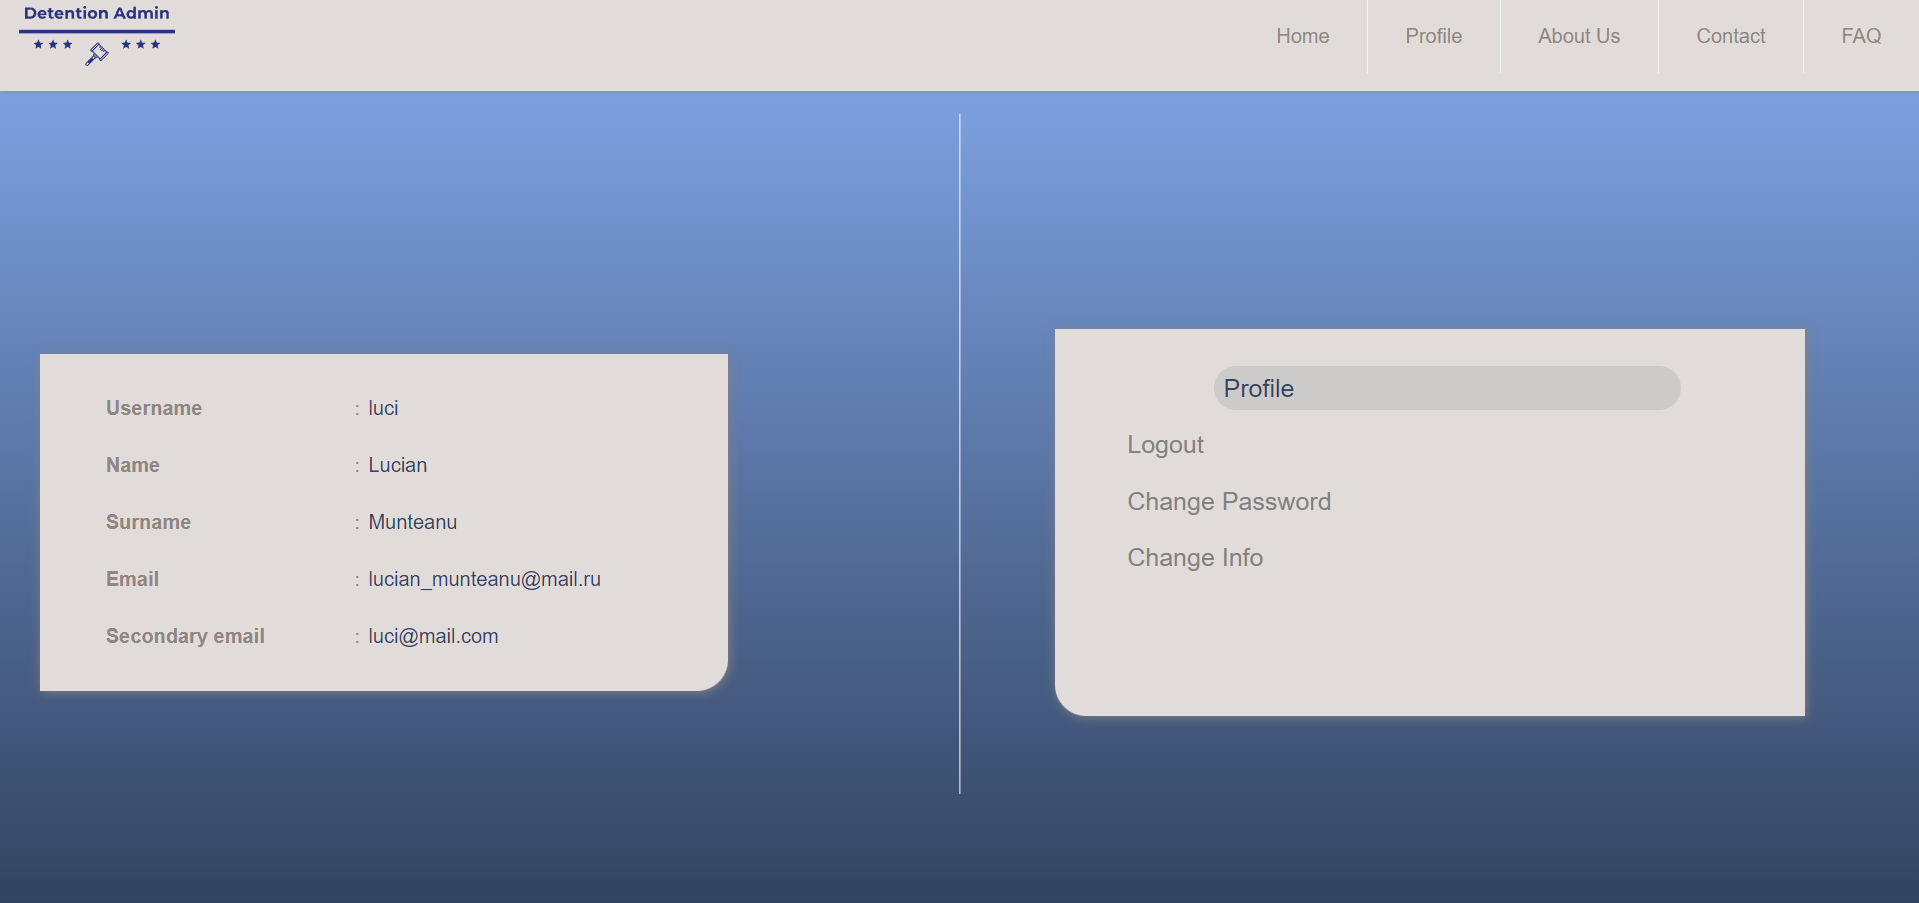 Detention Admin
Home Profile About Us Contact FAQ
Username : luci
Name : Lucian
Surname : Munteanu
Email : lucian_munteanu@mail.ru
Secondary email : luci@mail.com
Profile
Logout
Change Password
Change Info